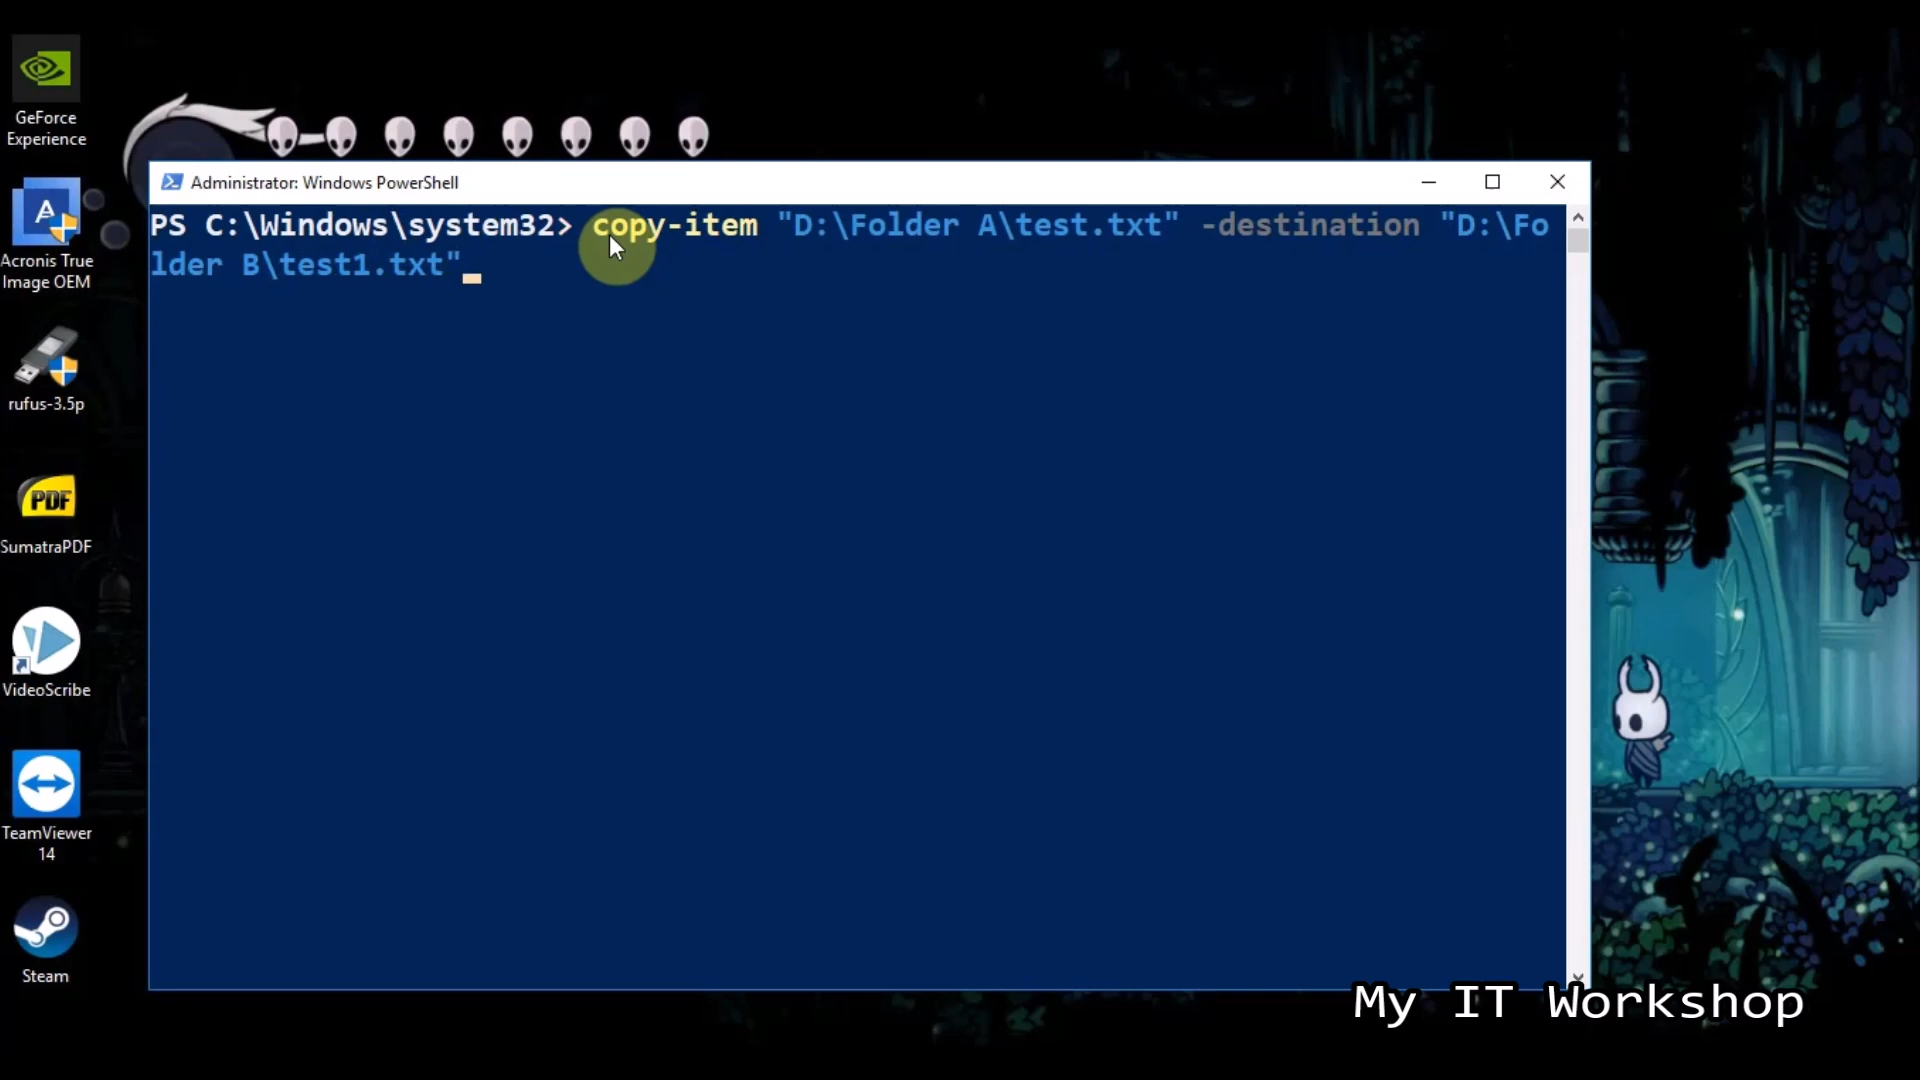 GeForce
Experience
Acronis True
Image OEM
rufus-3.5p
PDF
SumatraPDF
VideoScribe
TeamViewer
14
Steam
Administrator: Windows PowerShell
PS C:\Windows\system32> copy-item "D:\Folder A\test.txt" -destination "D:\Fo
lder B\test1.txt"
My IT Workshop